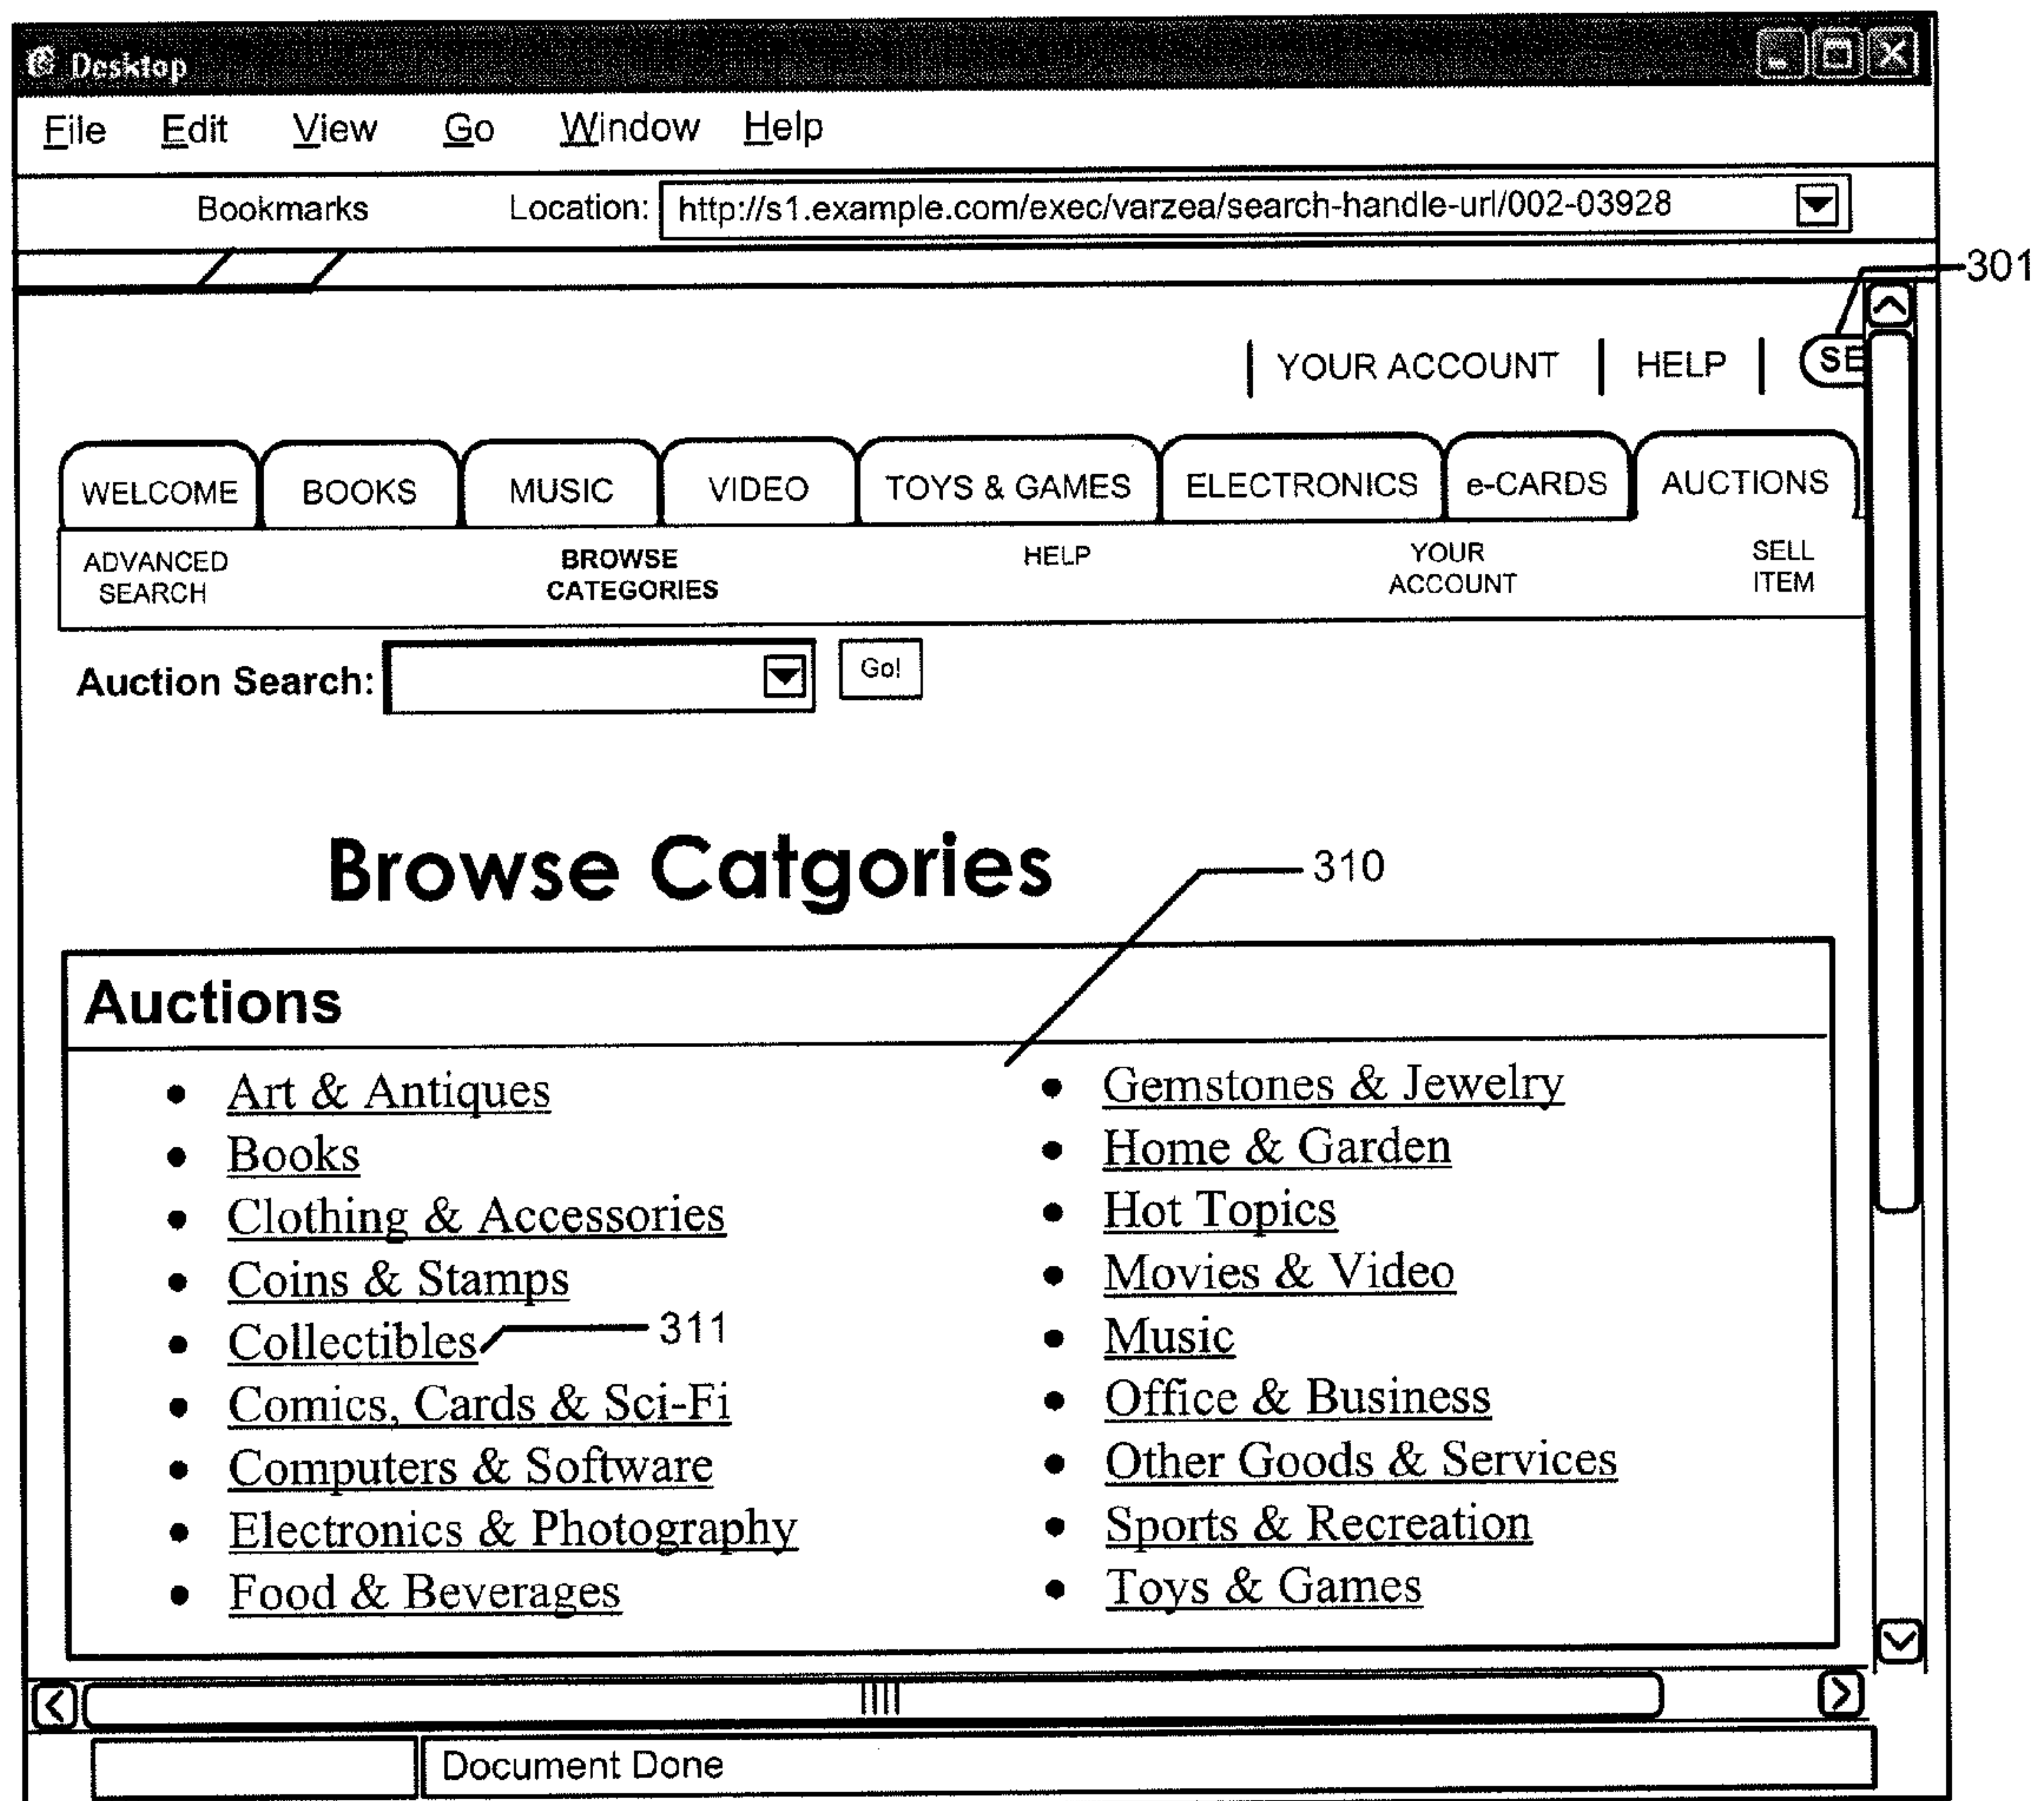 Desktop
File Edit View Go Window Help
Bookmarks Location: http://s1.example.com/exec/varzea/search-handle-url/002-03928
301
YOUR ACCOUNT HELP SE
WELCOME BOOKS MUSIC VIDEO TOYS & GAMES ELECTRONICS e-CARDS AUCTIONS
ADVANCED SEARCH BROWSE CATEGORIES HELP YOUR ACCOUNT SELL ITEM
Auction Search: Go!
Browse Catgories
310
Auctions
Art & Antiques
Books
Clothing & Accessories
Coins & Stamps
Collectibles 311
Comics, Cards & Sci-Fi
Computers & Software
Electronics & Photography
Food & Beverages
Gemstones & Jewelry
Home & Garden
Hot Topics
Movies & Video
Music
Office & Business
Other Goods & Services
Sports & Recreation
Toys & Games
Document Done